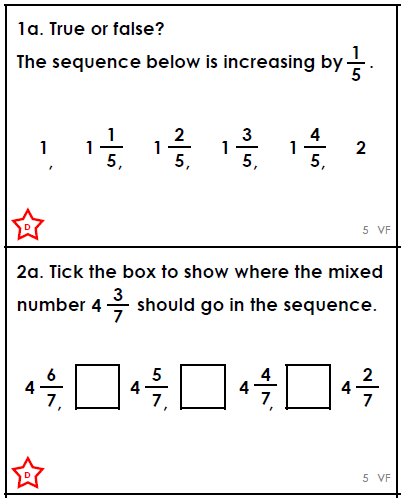 1a. True or false?
The sequence below is increasing by 1/5.
1, 1 1/5, 1 2/5, 1 3/5, 1 4/5, 2
D
5 VF
2a. Tick the box to show where the mixed
number 4 3/7 should go in the sequence.
4 6/7, □ 4 5/7, □ 4 4/7, □ 4 2/7
D
5 VF